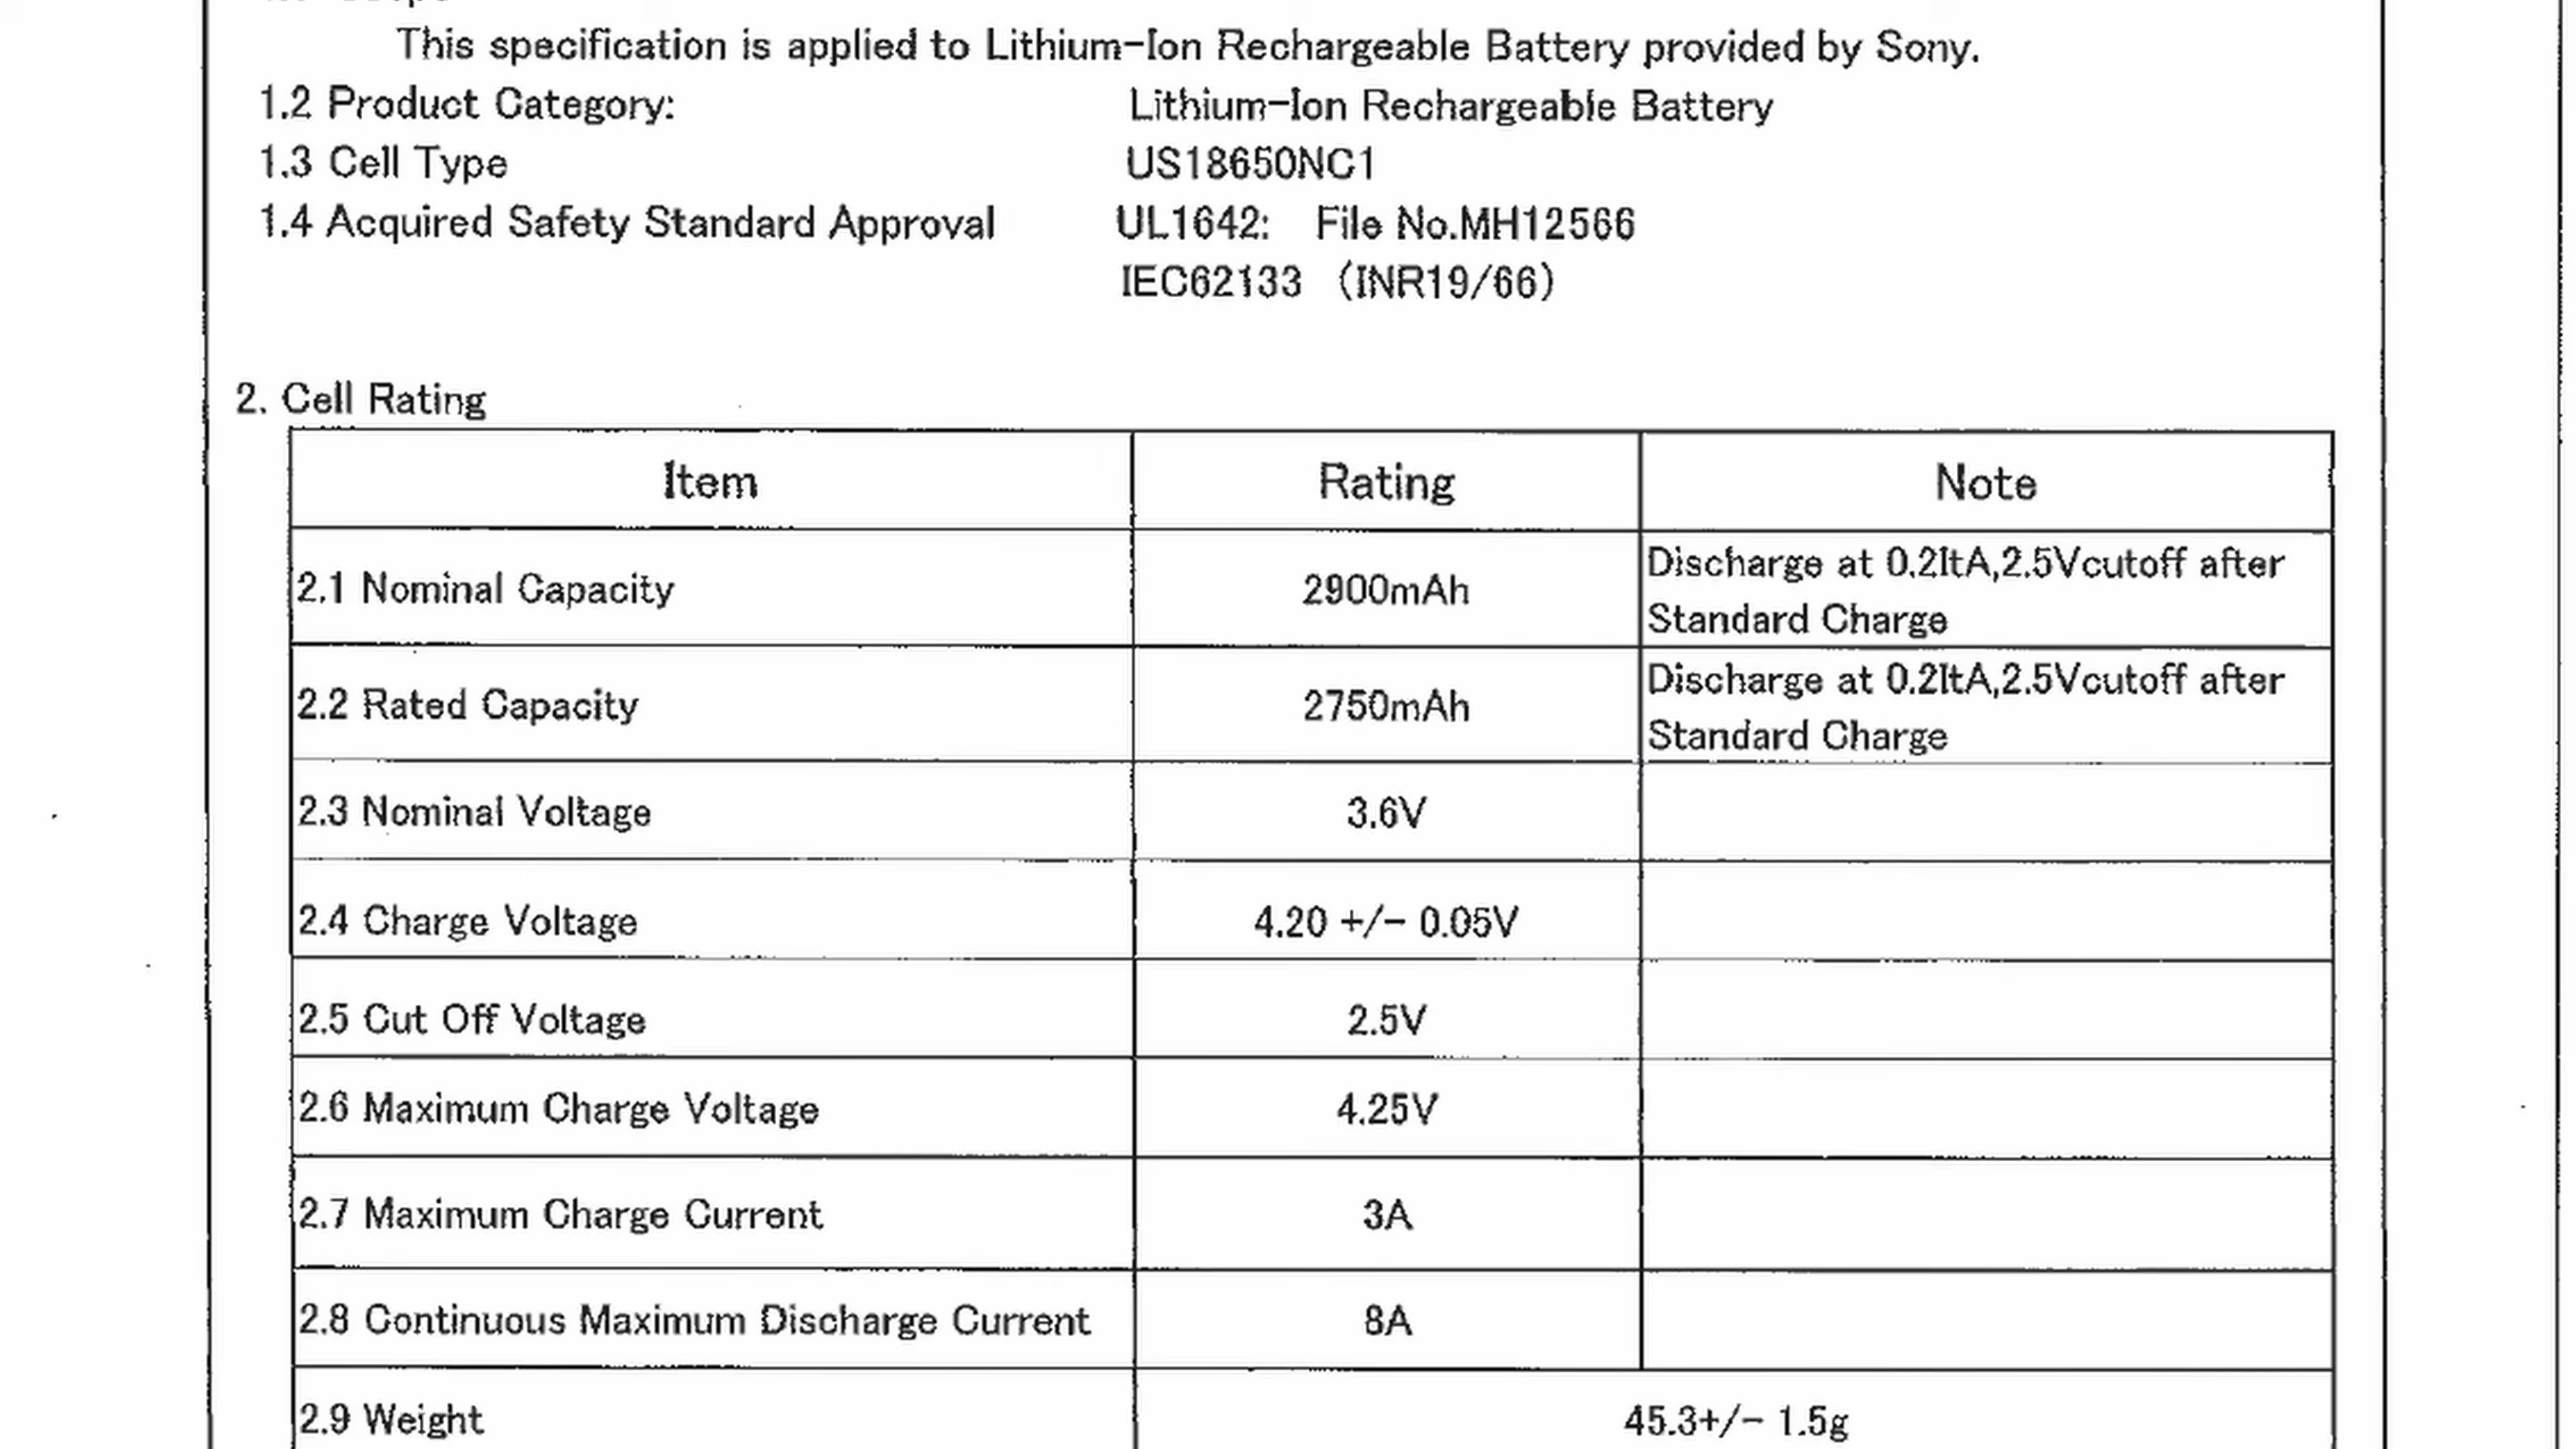 This specification is applied to Lithium-Ion Rechargeable Battery provided by Sony.
1.2 Product Category: Lithium-Ion Rechargeable Battery
1.3 Cell Type US18650NC1
1.4 Acquired Safety Standard Approval UL1642: File No.MH12566
IEC62133 (INR19/66)
2. Cell Rating
Item Rating Note
2.1 Nominal Capacity 2900mAh Discharge at 0.2ItA,2.5Vcutoff after
Standard Charge
2.2 Rated Capacity 2750mAh Discharge at 0.2ItA,2.5Vcutoff after
Standard Charge
2.3 Nominal Voltage 3.6V
2.4 Charge Voltage 4.20 +/- 0.05V
2.5 Cut Off Voltage 2.5V
2.6 Maximum Charge Voltage 4.25V
2.7 Maximum Charge Current 3A
2.8 Continuous Maximum Discharge Current 8A
2.9 Weight 45.3+/- 1.5g